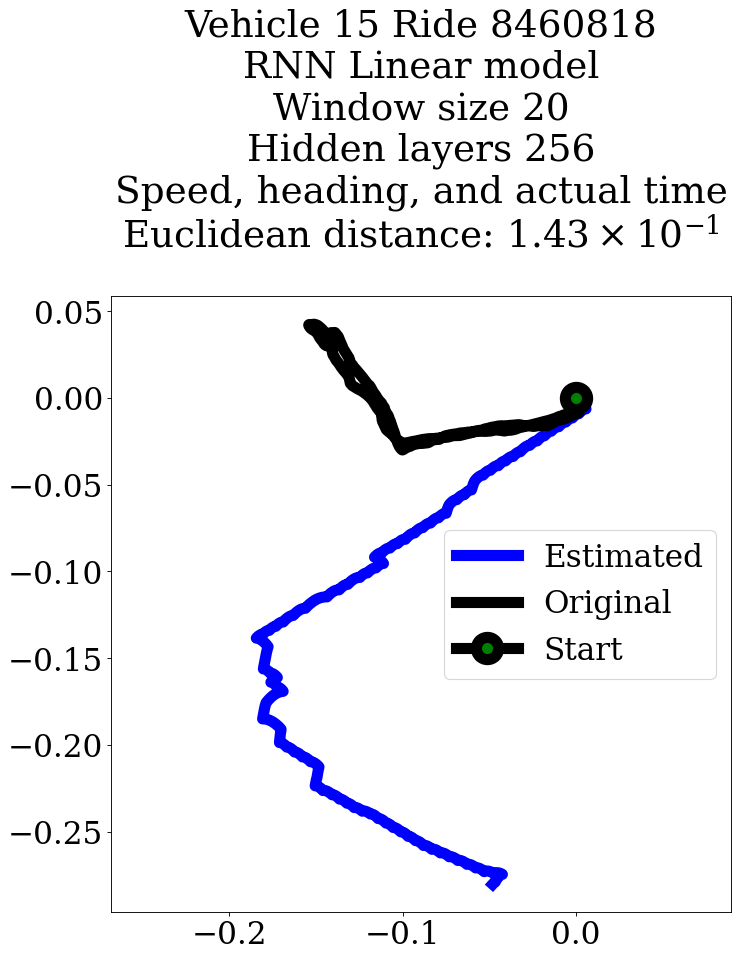 Vehicle 15 Ride 8460818
RNN Linear model
Window size 20
Hidden layers 256
Speed, heading, and actual time
Euclidean distance: 1.43 × 10⁻¹
0.05
0.00
−0.05
−0.10
−0.15
−0.20
−0.25
Estimated
Original
Start
−0.2
−0.1
0.0